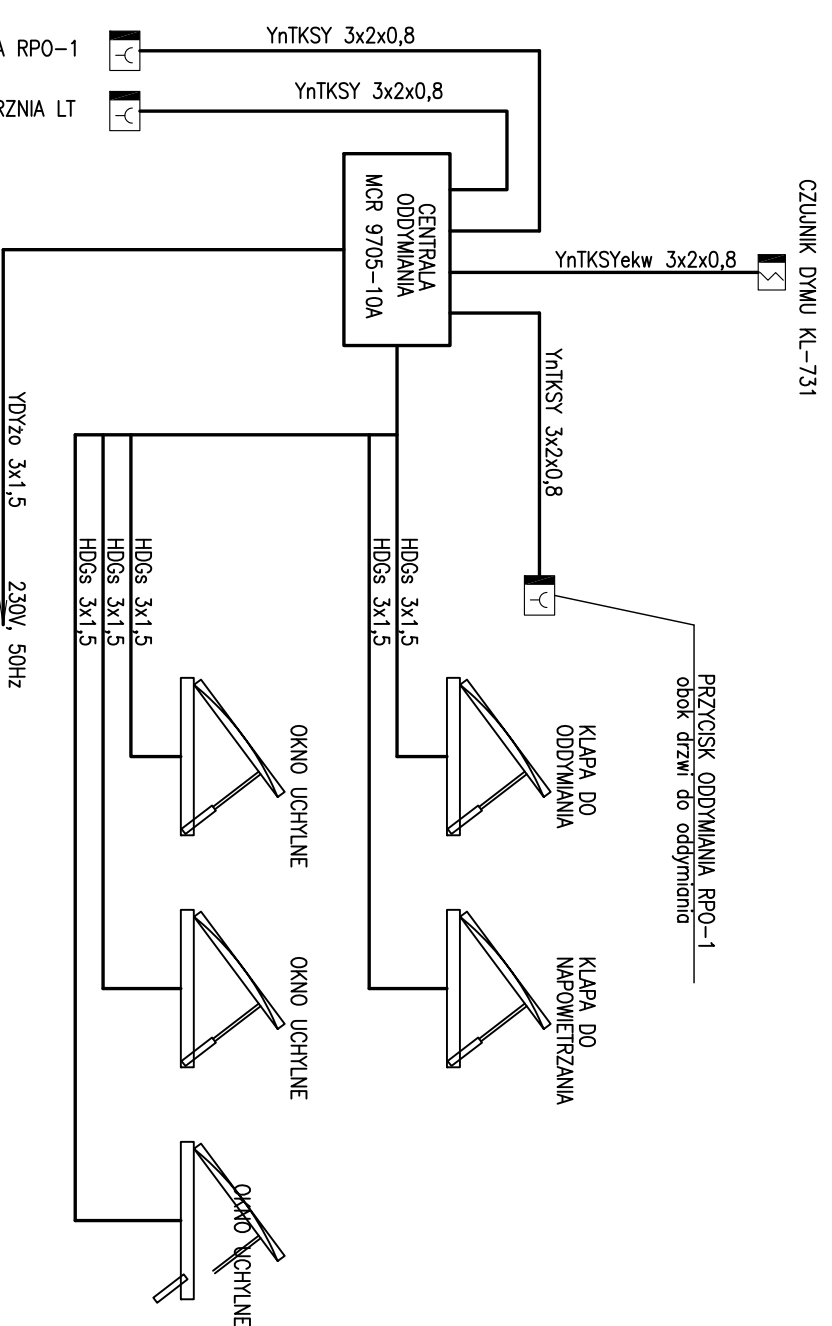 A RPO-1
YnTKSY 3x2x0,8
YnTKSY 3x2x0,8
RZNIA LT
CENTRALA
ODDYMIANIA
MCR 9705-10A
YnTKSYekw 3x2x0,8
CZUJNIK DYMU KL-731
YnTKSY 3x2x0,8
PRZYCISK ODDYMIANIA RPO-1
obok drzwi do oddymiania
YDYżo 3x1,5
230V, 50Hz
HDGs 3x1,5
HDGs 3x1,5
HDGs 3x1,5
HDGs 3x1,5
HDGs 3x1,5
KLAPA DO
ODDYMIANIA
KLAPA DO
NAPOWIETRZANIA
OKNO UCHYLNE
OKNO UCHYLNE
OKNO UCHYLNE